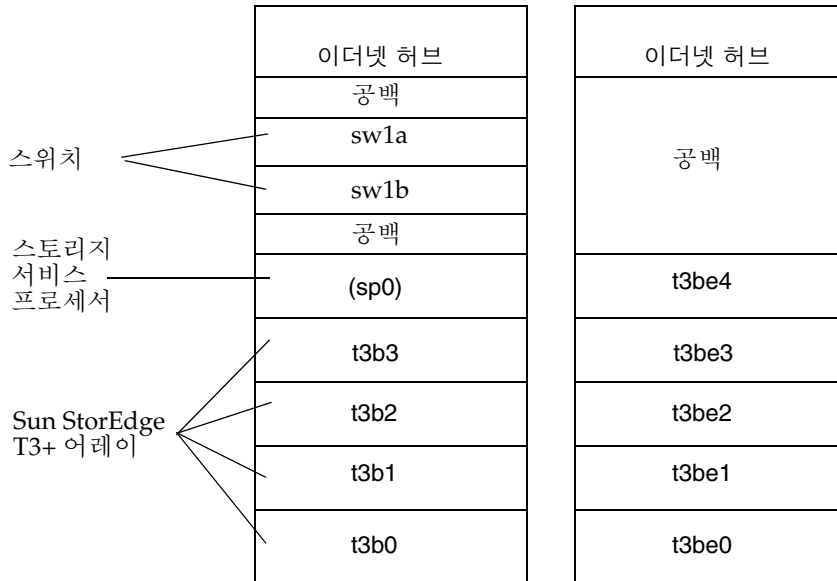 이더넷 허브
공백
sw1a
sw1b
공백
(sp0)
t3b3
t3b2
t3b1
t3b0
스위치
스토리지
서비스
프로세서
Sun StorEdge
T3+ 어레이
이더넷 허브
공백
t3be4
t3be3
t3be2
t3be1
t3be0